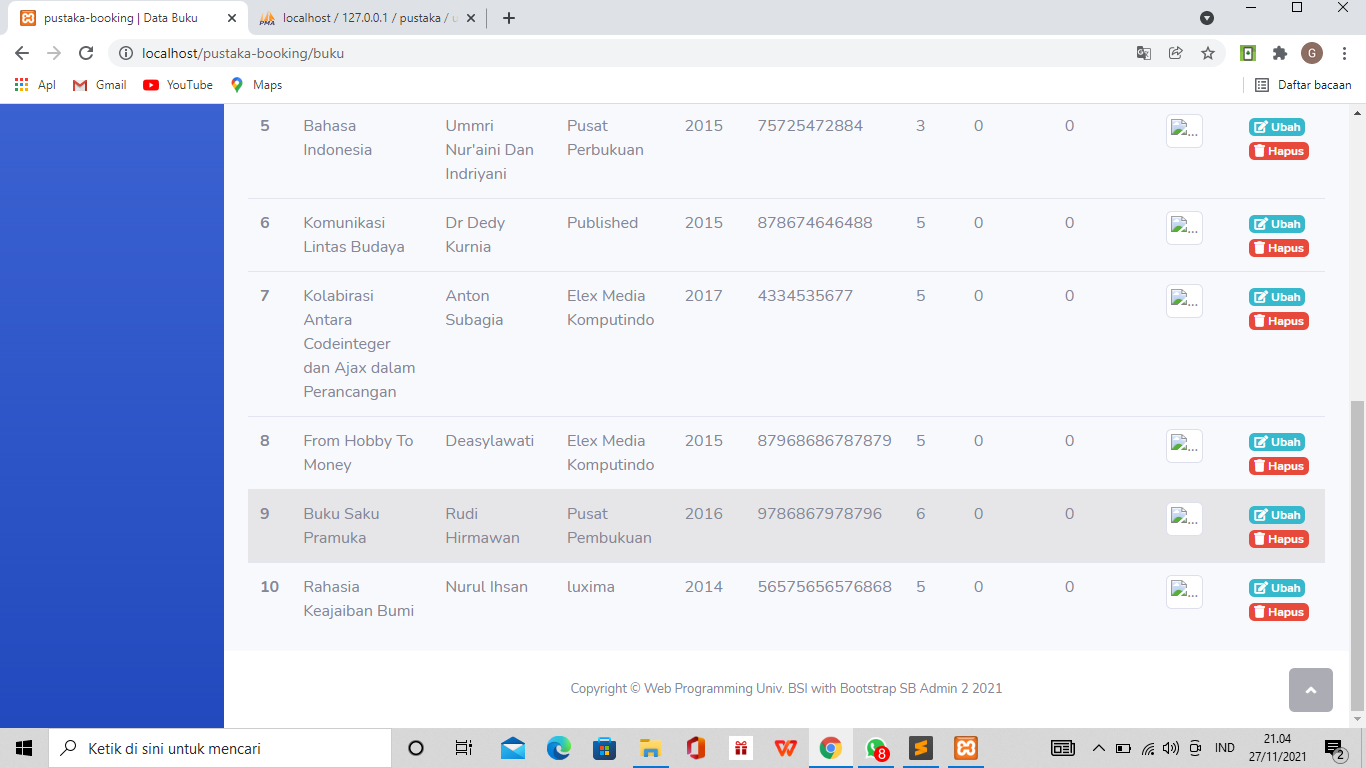 pustaka-booking | Data Buku
localhost / 127.0.0.1 / pustaka / u
localhost/pustaka-booking/buku
G
Apl Gmail YouTube Maps Daftar bacaan
5 Bahasa Ummri Pusat 2015 75725472884 3 0 0 ... Ubah
Indonesia Nur'aini Dan Perbukuan Hapus
Indriyani
6 Komunikasi Dr Dedy Published 2015 878674646488 5 0 0 ... Ubah
Lintas Budaya Kurnia Hapus
7 Kolabirasi Anton Elex Media 2017 4334535677 5 0 0 ... Ubah
Antara Subagia Komputindo Hapus
Codeinteger
dan Ajax dalam
Perancangan
8 From Hobby To Deasylawati Elex Media 2015 87968686787879 5 0 0 ... Ubah
Money Komputindo Hapus
9 Buku Saku Rudi Pusat 2016 9786867978796 6 0 0 ... Ubah
Pramuka Hirmawan Pembukuan Hapus
10 Rahasia Nurul Ihsan luxima 2014 56575656576868 5 0 0 ... Ubah
Keajaiban Bumi Hapus
Copyright © Web Programming Univ. BSI with Bootstrap SB Admin 2 2021
Ketik di sini untuk mencari
8
IND
21.04
27/11/2021
2